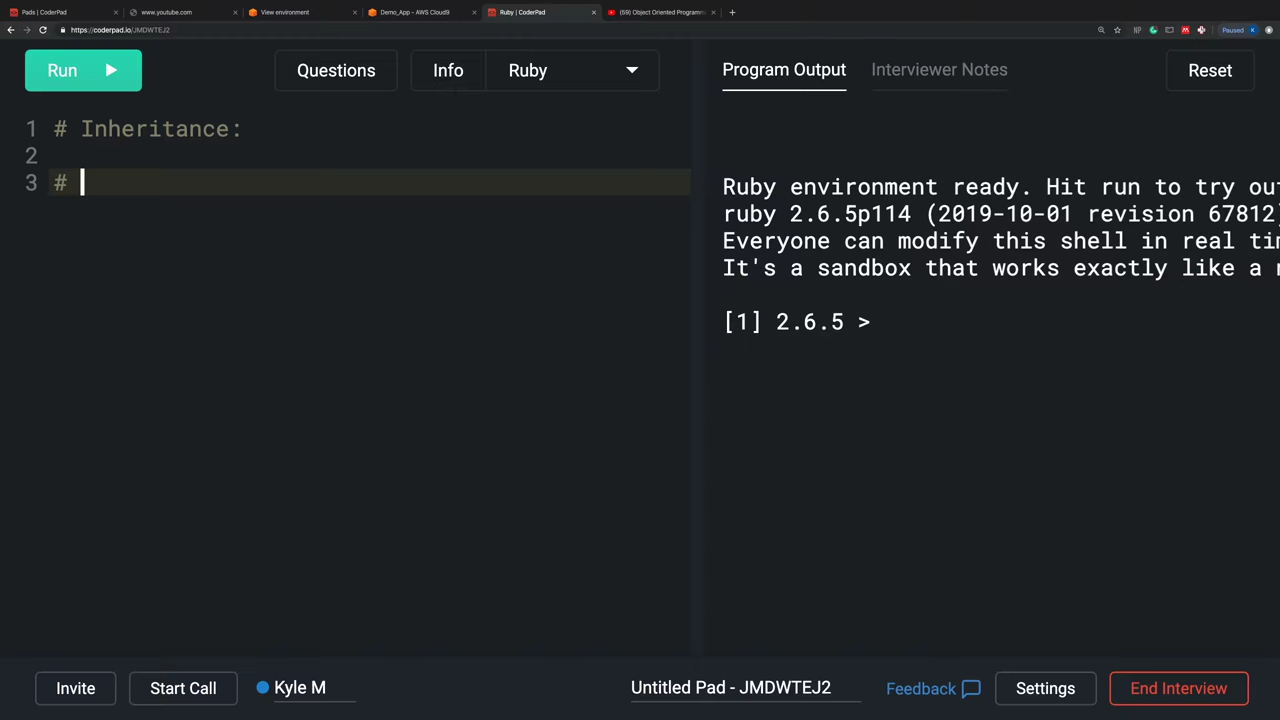 Pads | CoderPad
www.youtube.com
View environment
Demo_App - AWS Cloud9
Ruby | CoderPad
(59) Object Oriented Programm
https://coderpad.io/JMDWTEJ2
NP
Paused
K
Run
Questions
Info
Ruby
Program Output
Interviewer Notes
Reset
1 # Inheritance:
2
3 #
Ruby environment ready. Hit run to try out
ruby 2.6.5p114 (2019-10-01 revision 67812)
Everyone can modify this shell in real tim
It's a sandbox that works exactly like a
[1] 2.6.5 >
Invite
Start Call
Kyle M
Untitled Pad - JMDWTEJ2
Feedback
Settings
End Interview